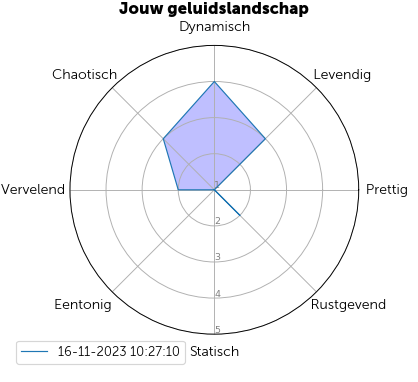 Jouw geluidslandschap
Dynamisch
Chaotisch
Levendig
Vervelend
1
Prettig
2
3
4
Eentonig
Rustgevend
5
16-11-2023 10:27:10
Statisch